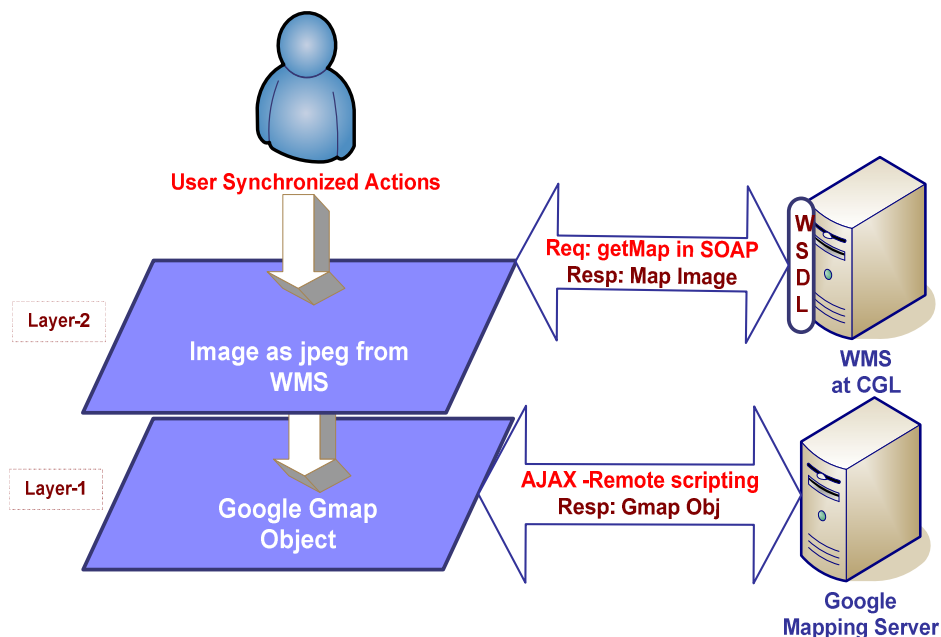 User Synchronized Actions
Req: getMap in SOAP
Resp: Map Image
WSDL
Layer-2
Image as jpeg from
WMS
WMS
at CGL
Layer-1
Google Gmap
Object
AJAX -Remote scripting
Resp: Gmap Obj
Google
Mapping Server